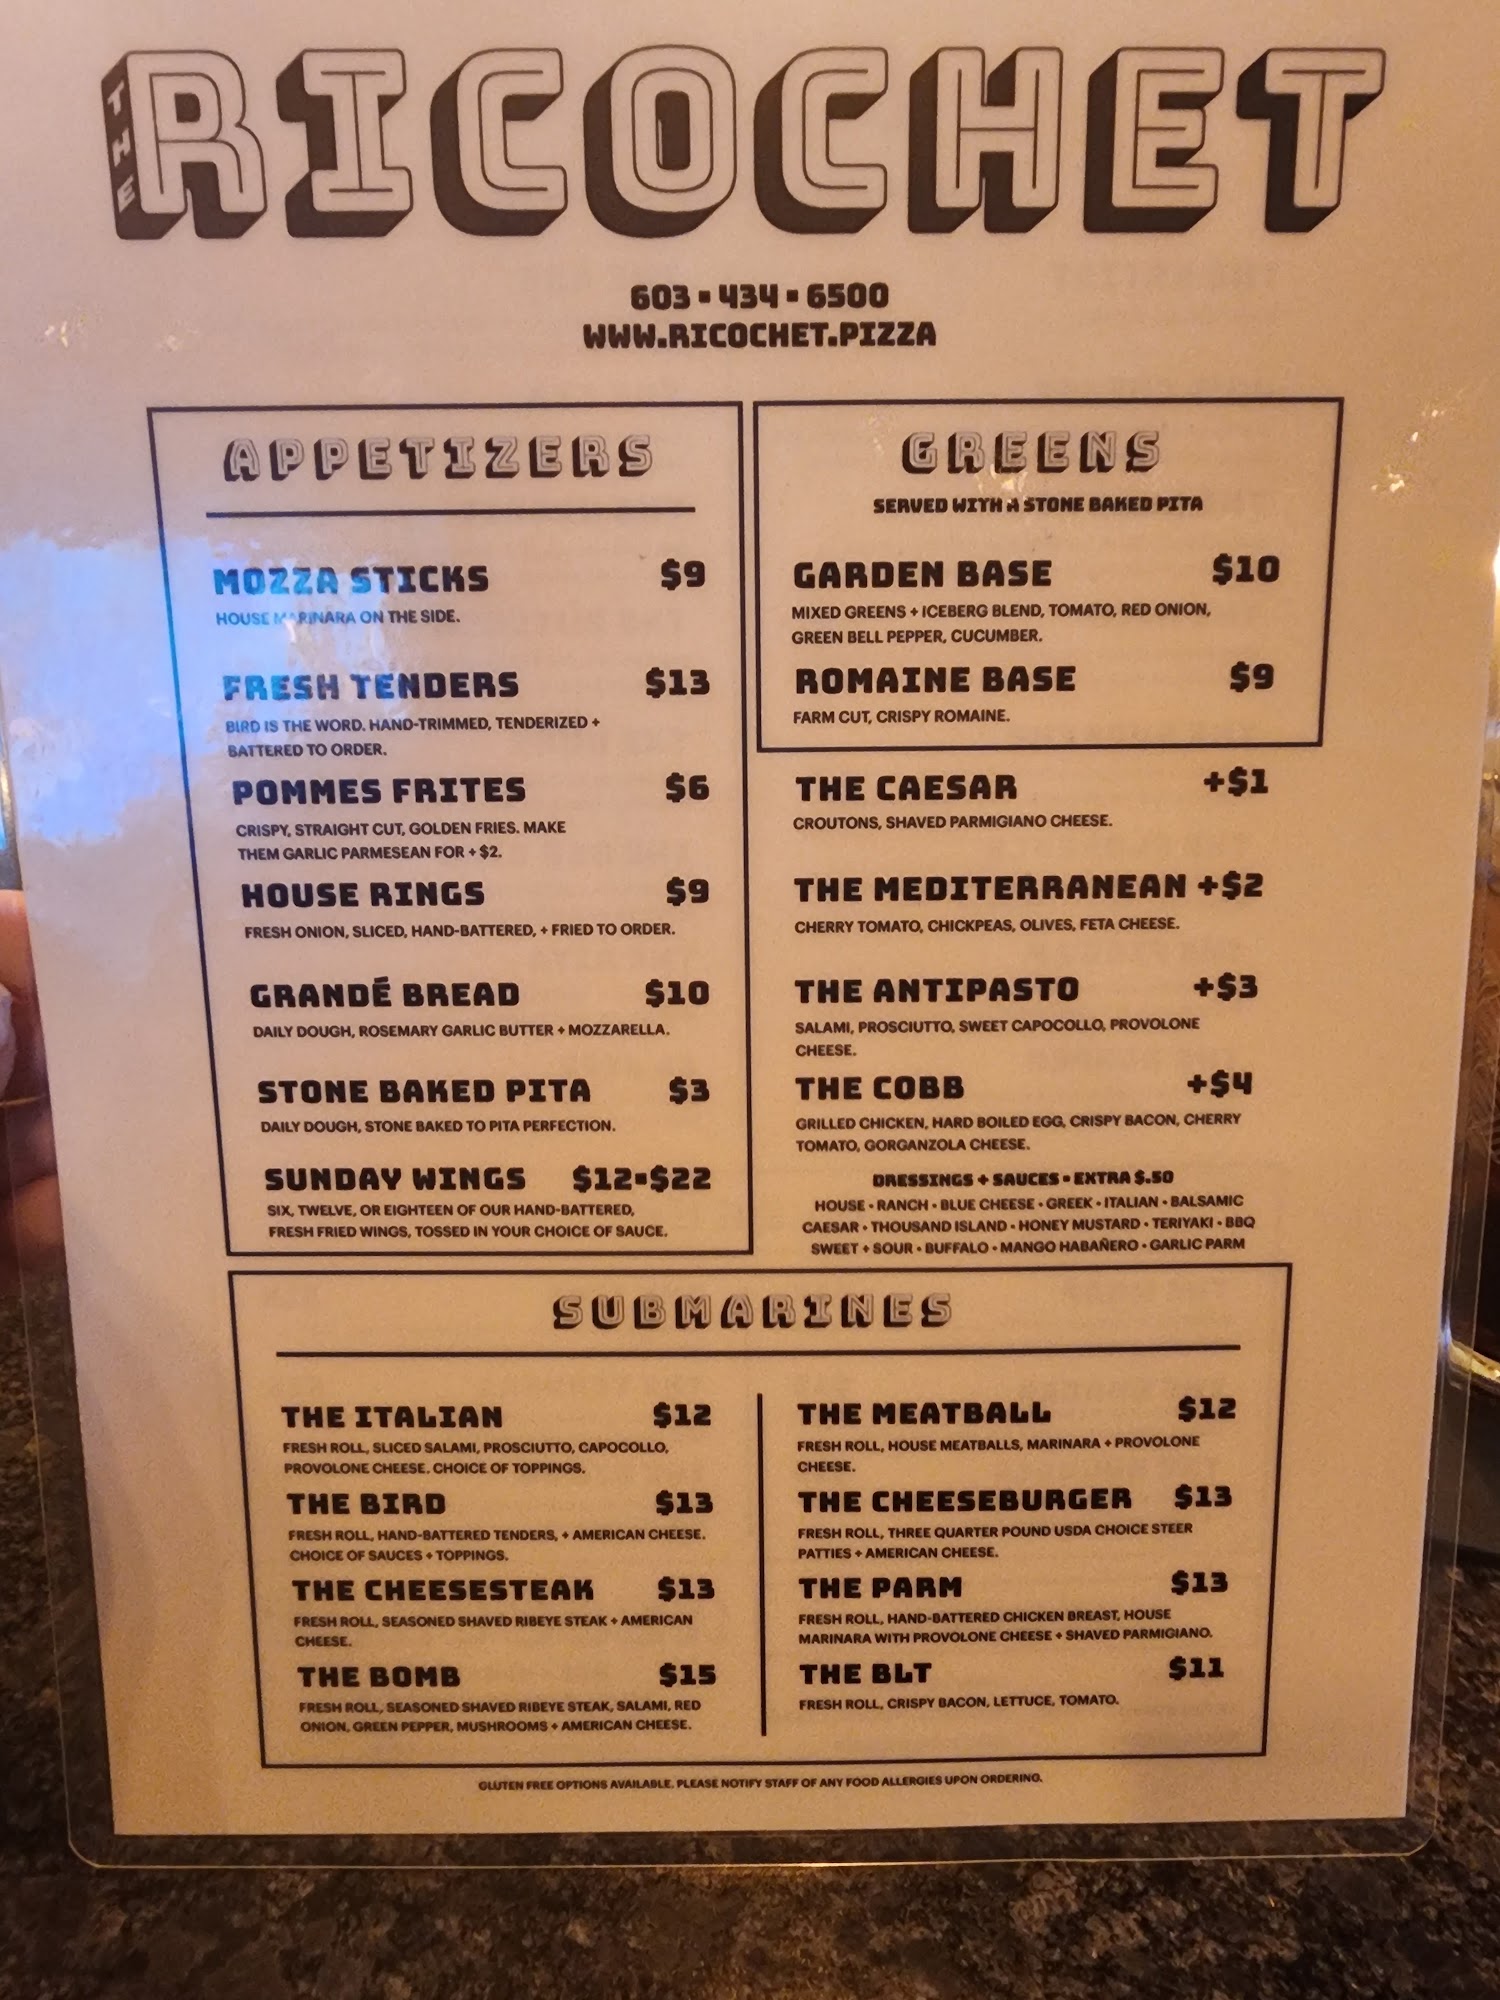 THE RICOCHET
603 ▪ 434 ▪ 6500
WWW.RICOCHET.PIZZA
APPETIZERS
MOZZA STICKS $9
HOUSE MARINARA ON THE SIDE.
FRESH TENDERS $13
BIRD IS THE WORD. HAND-TRIMMED, TENDERIZED +
BATTERED TO ORDER.
POMMES FRITES $6
CRISPY, STRAIGHT CUT, GOLDEN FRIES. MAKE
THEM GARLIC PARMESEAN FOR + $2.
HOUSE RINGS $9
FRESH ONION, SLICED, HAND-BATTERED, + FRIED TO ORDER.
GRANDÉ BREAD $10
DAILY DOUGH, ROSEMARY GARLIC BUTTER + MOZZARELLA.
STONE BAKED PITA $3
DAILY DOUGH, STONE BAKED TO PITA PERFECTION.
SUNDAY WINGS $12▪$22
SIX, TWELVE, OR EIGHTEEN OF OUR HAND-BATTERED,
FRESH FRIED WINGS, TOSSED IN YOUR CHOICE OF SAUCE.
GREENS
SERVED WITH A STONE BAKED PITA
GARDEN BASE $10
MIXED GREENS + ICEBERG BLEND, TOMATO, RED ONION,
GREEN BELL PEPPER, CUCUMBER.
ROMAINE BASE $9
FARM CUT, CRISPY ROMAINE.
THE CAESAR +$1
CROUTONS, SHAVED PARMIGIANO CHEESE.
THE MEDITERRANEAN +$2
CHERRY TOMATO, CHICKPEAS, OLIVES, FETA CHEESE.
THE ANTIPASTO +$3
SALAMI, PROSCIUTTO, SWEET CAPOCOLLO, PROVOLONE
CHEESE.
THE COBB +$4
GRILLED CHICKEN, HARD BOILED EGG, CRISPY BACON, CHERRY
TOMATO, GORGANZOLA CHEESE.
DRESSINGS + SAUCES ▪ EXTRA $.50
HOUSE • RANCH • BLUE CHEESE • GREEK • ITALIAN • BALSAMIC
CAESAR • THOUSAND ISLAND • HONEY MUSTARD • TERIYAKI • BBQ
SWEET + SOUR • BUFFALO • MANGO HABAÑERO • GARLIC PARM
SUBMARINES
THE ITALIAN $12
FRESH ROLL, SLICED SALAMI, PROSCIUTTO, CAPOCOLLO,
PROVOLONE CHEESE. CHOICE OF TOPPINGS.
THE BIRD $13
FRESH ROLL, HAND-BATTERED TENDERS, + AMERICAN CHEESE.
CHOICE OF SAUCES + TOPPINGS.
THE CHEESESTEAK $13
FRESH ROLL, SEASONED SHAVED RIBEYE STEAK + AMERICAN
CHEESE.
THE BOMB $15
FRESH ROLL, SEASONED SHAVED RIBEYE STEAK, SALAMI, RED
ONION, GREEN PEPPER, MUSHROOMS + AMERICAN CHEESE.
THE MEATBALL $12
FRESH ROLL, HOUSE MEATBALLS, MARINARA + PROVOLONE
CHEESE.
THE CHEESEBURGER $13
FRESH ROLL, THREE QUARTER POUND USDA CHOICE STEER
PATTIES + AMERICAN CHEESE.
THE PARM $13
FRESH ROLL, HAND-BATTERED CHICKEN BREAST, HOUSE
MARINARA WITH PROVOLONE CHEESE + SHAVED PARMIGIANO.
THE BLT $11
FRESH ROLL, CRISPY BACON, LETTUCE, TOMATO.
GLUTEN FREE OPTIONS AVAILABLE. PLEASE NOTIFY STAFF OF ANY FOOD ALLERGIES UPON ORDERING.